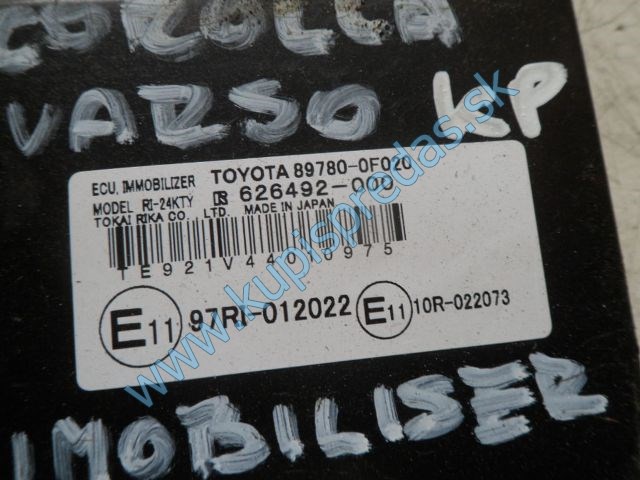 COROLLA
VARSO KP
ECU, IMMOBILIZER TOYOTA 89780-0F020
MODEL RI-24KTY 626492-000
TOKAI RIKA CO. LTD. MADE IN JAPAN
TE921V44010975
E11 97RI-012022 E11 10R-022073
IMOBILISER
www.kupispredas.sk